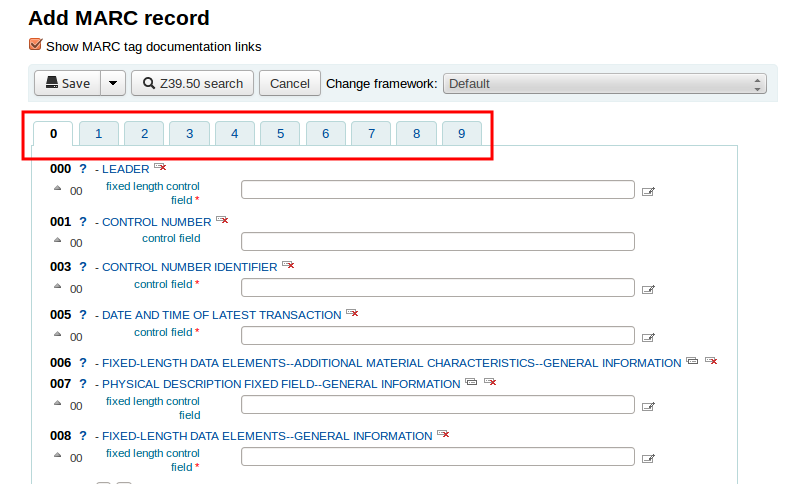 Add MARC record
Show MARC tag documentation links
Save Z39.50 search Cancel Change framework: Default
0 1 2 3 4 5 6 7 8 9
000 ? - LEADER
00 fixed length control
field *
001 ? - CONTROL NUMBER
00 control field
003 ? - CONTROL NUMBER IDENTIFIER
00 control field *
005 ? - DATE AND TIME OF LATEST TRANSACTION
00 control field *
006 ? - FIXED-LENGTH DATA ELEMENTS--ADDITIONAL MATERIAL CHARACTERISTICS--GENERAL INFORMATION
007 ? - PHYSICAL DESCRIPTION FIXED FIELD--GENERAL INFORMATION
00 fixed length control
field
008 ? - FIXED-LENGTH DATA ELEMENTS--GENERAL INFORMATION
00 fixed length control
field *